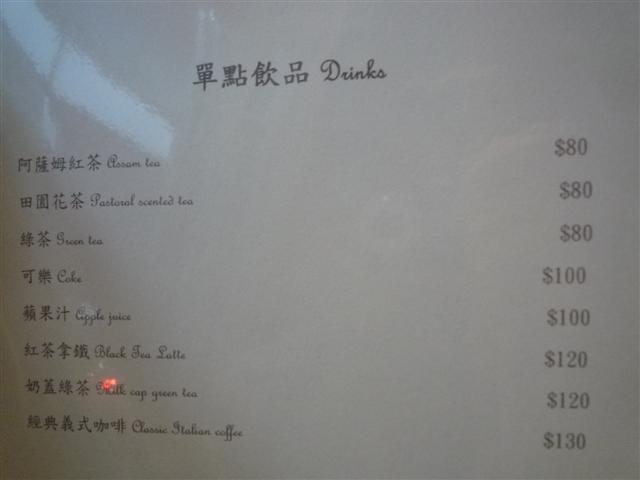 單點飲品 Drinks
阿薩姆紅茶 Assam tea $80
田園花茶 Pastoral scented tea $80
綠茶 Green tea $80
可樂 Coke $100
蘋果汁 Apple juice $100
紅茶拿鐵 Black Tea Latte $120
奶蓋綠茶 Milk cap green tea $120
經典義式咖啡 Classic Italian coffee $130